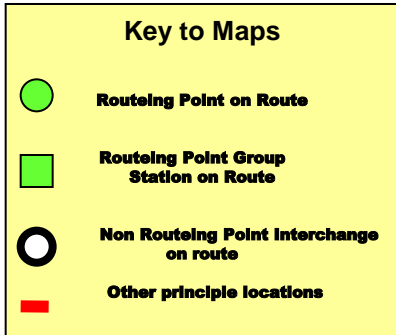 Key to Maps
Routeing Point on Route
Routeing Point Group
Station on Route
Non Routeing Point Interchange
on route
Other principle locations